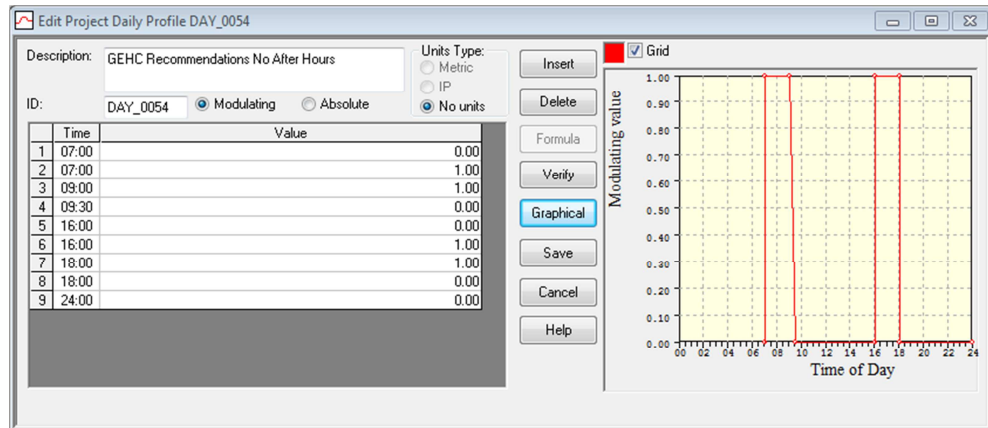 Edit Project Daily Profile DAY_0054
Description: GEHC Recommendations No After Hours
Units Type:
Metric
IP
No units
ID: DAY_0054 Modulating Absolute
Time Value
1 07:00 0.00
2 07:00 1.00
3 09:00 1.00
4 09:30 0.00
5 16:00 0.00
6 16:00 1.00
7 18:00 1.00
8 18:00 0.00
9 24:00 0.00
Insert
Delete
Formula
Verify
Graphical
Save
Cancel
Help
Grid
Modulating value
1.00
0.90
0.80
0.70
0.60
0.50
0.40
0.30
0.20
0.10
0.00
00 02 04 06 08 10 12 14 16 18 20 22 24
Time of Day